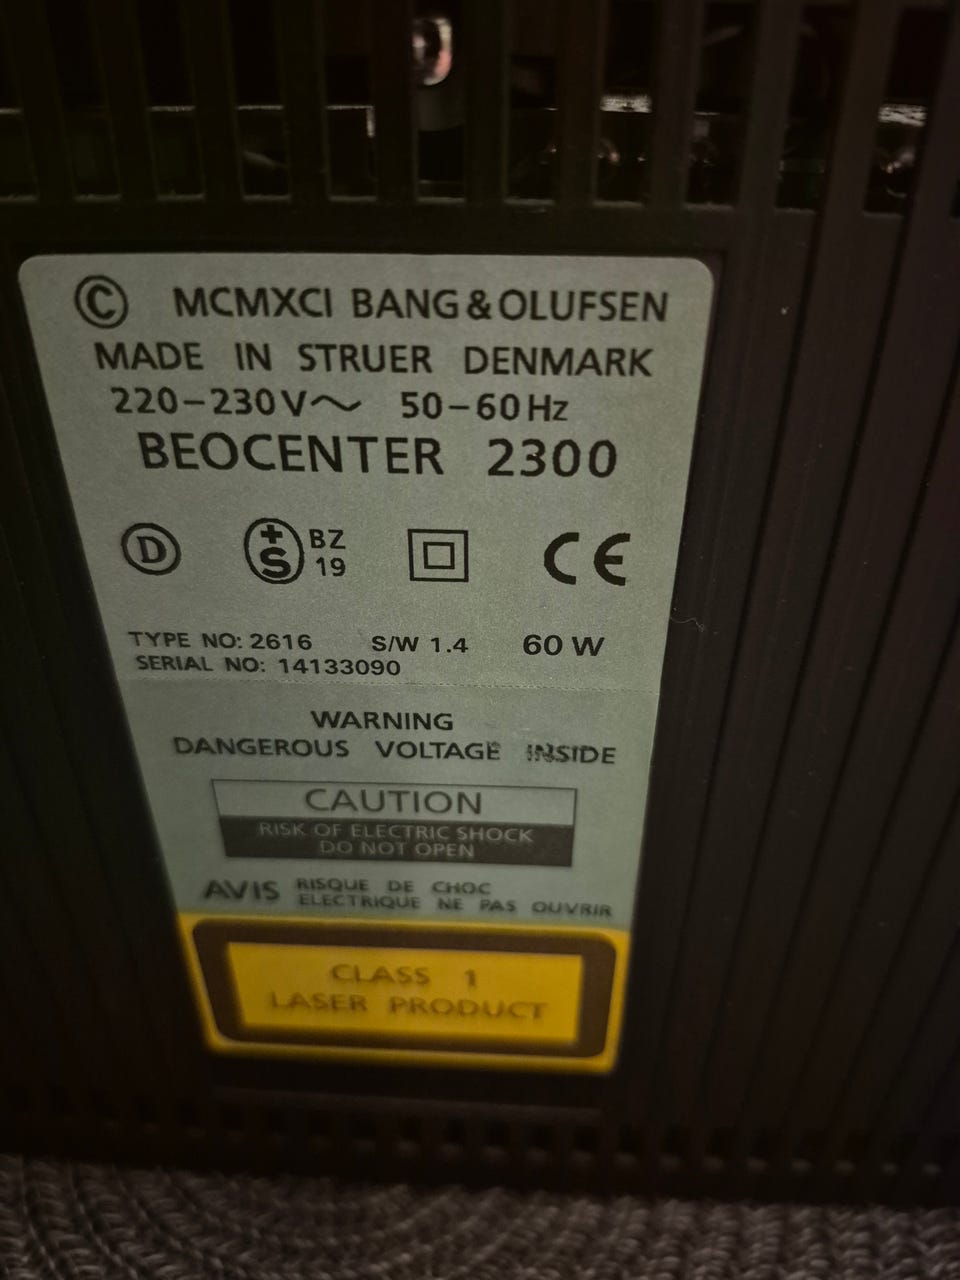 © MCMXCI BANG & OLUFSEN
MADE IN STRUER DENMARK
220-230V~ 50-60Hz
BEOCENTER 2300
D +S BZ 19 CE
TYPE NO: 2616 S/W 1.4 60 W
SERIAL NO: 14133090
WARNING
DANGEROUS VOLTAGE INSIDE
CAUTION
RISK OF ELECTRIC SHOCK
DO NOT OPEN
AVIS RISQUE DE CHOC
ELECTRIQUE NE PAS OUVRIR
CLASS 1
LASER PRODUCT